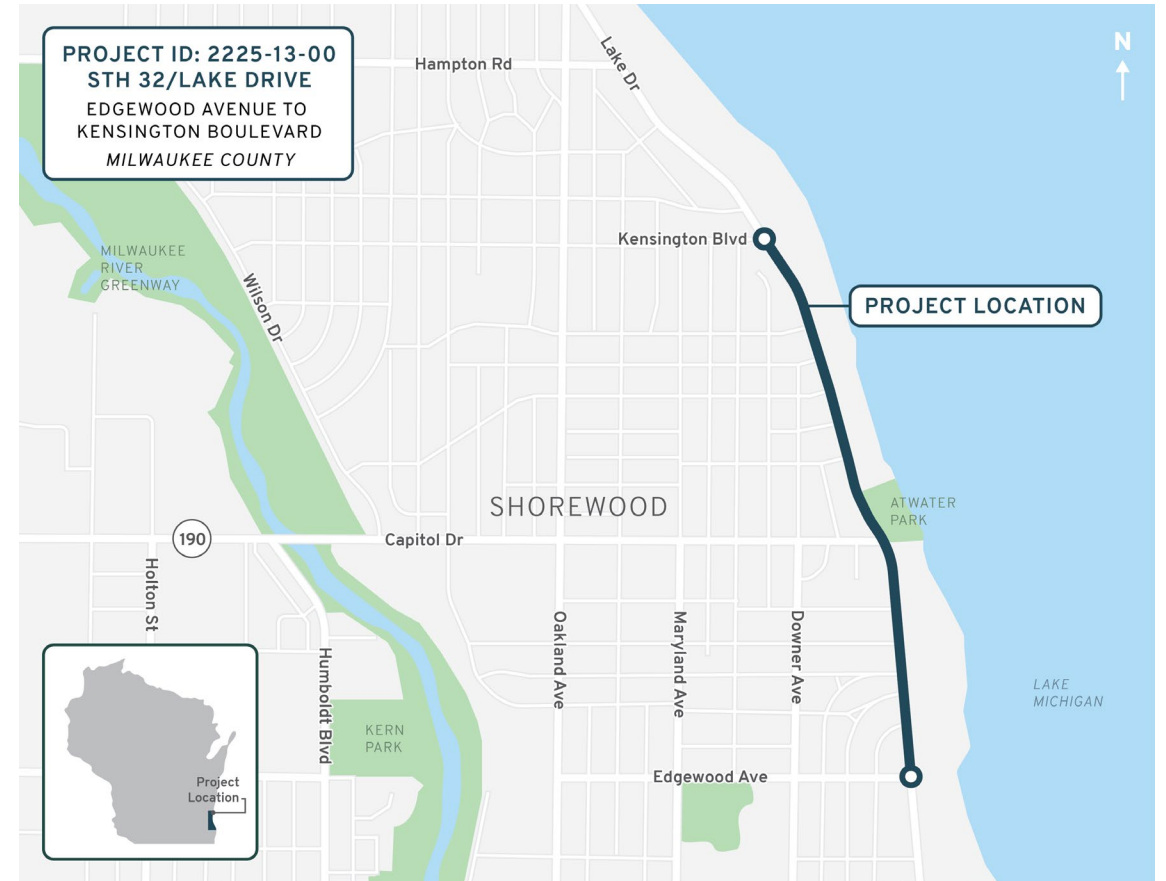 PROJECT ID: 2225-13-00
STH 32/LAKE DRIVE
EDGEWOOD AVENUE TO
KENSINGTON BOULEVARD
MILWAUKEE COUNTY
Hampton Rd
Lake Dr
N
Kensington Blvd
MILWAUKEE
RIVER
GREENWAY
Wilson Dr
PROJECT LOCATION
SHOREWOOD
ATWATER
PARK
190
Capitol Dr
Holton St
Oakland Ave
Maryland Ave
Downer Ave
Humboldt Blvd
LAKE
MICHIGAN
KERN
PARK
Edgewood Ave
Project
Location